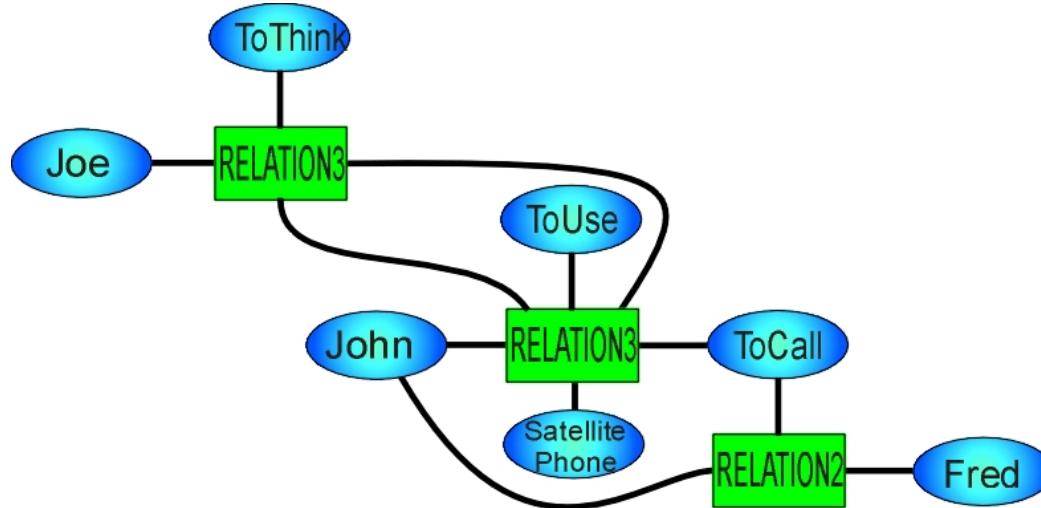 ToThink
Joe
RELATION3
ToUse
John
RELATION3
ToCall
Satellite
Phone
RELATION2
Fred